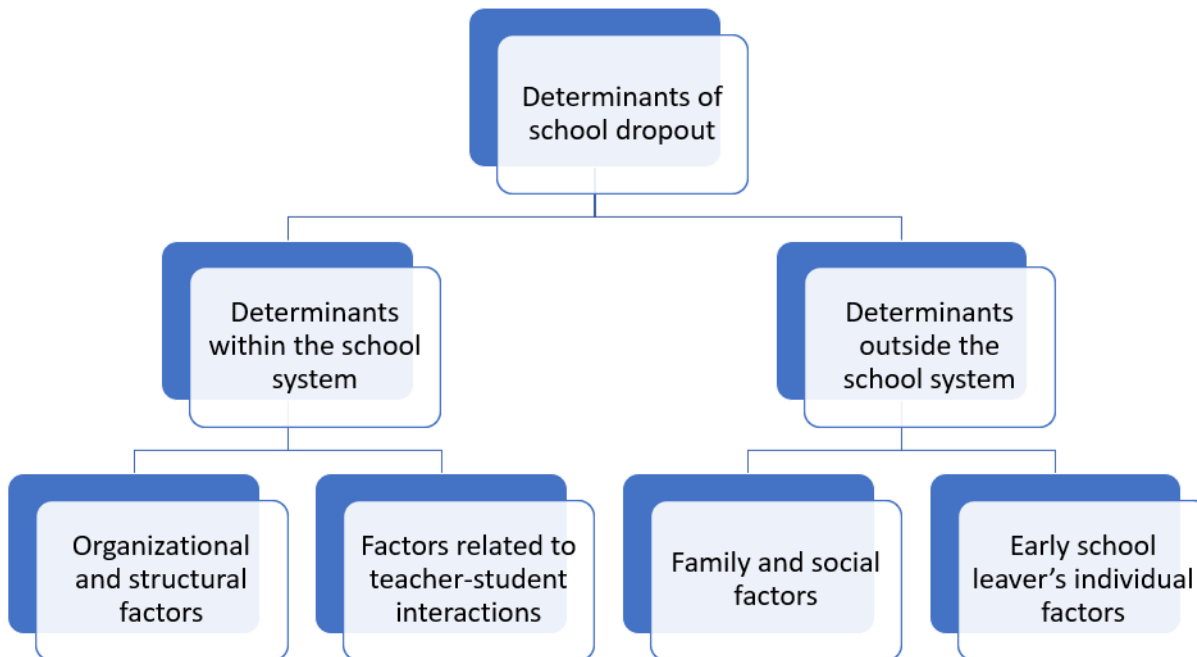 Determinants of
school dropout
Determinants
within the school
system
Determinants
outside the
school system
Organizational
and structural
factors
Factors related to
teacher-student
interactions
Family and social
factors
Early school
leaver’s individual
factors